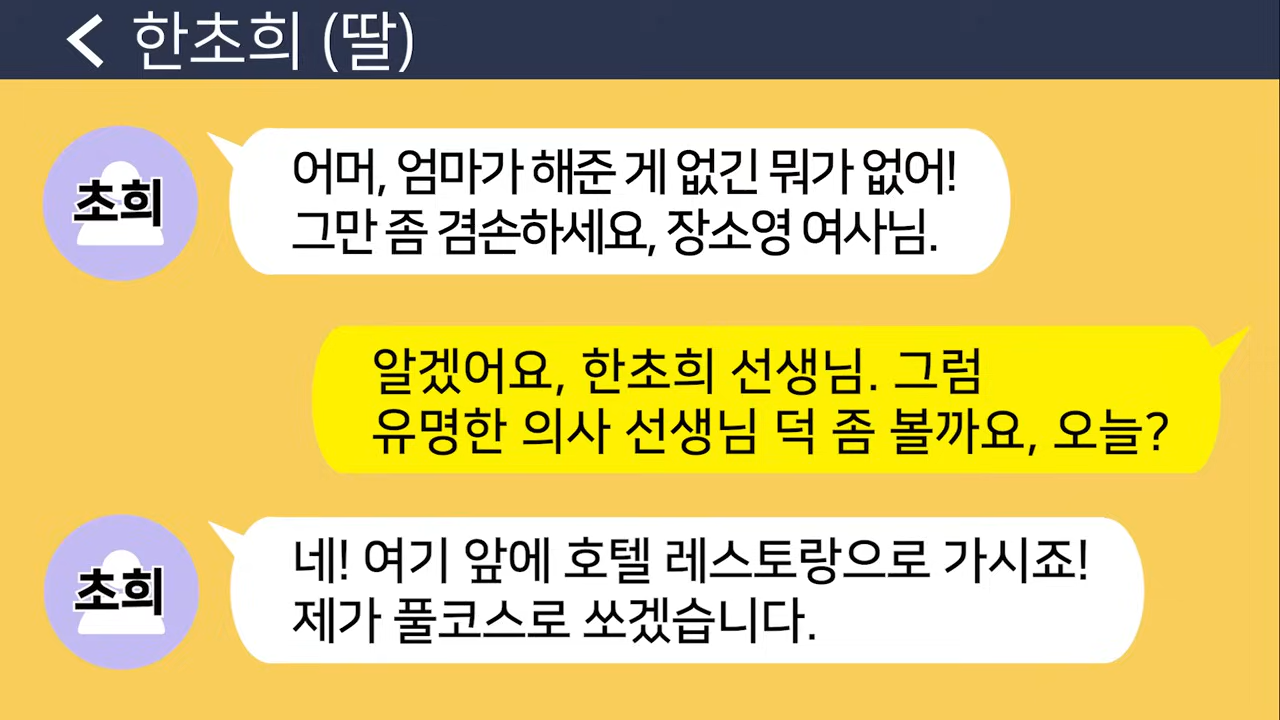 한초희 (딸)
초희
어머, 엄마가 해준 게 없긴 뭐가 없어!
그만 좀 겸손하세요, 장소영 여사님.
알겠어요, 한초희 선생님. 그럼
유명한 의사 선생님 덕 좀 볼까요, 오늘?
초희
네! 여기 앞에 호텔 레스토랑으로 가시죠!
제가 풀코스로 쏘겠습니다.